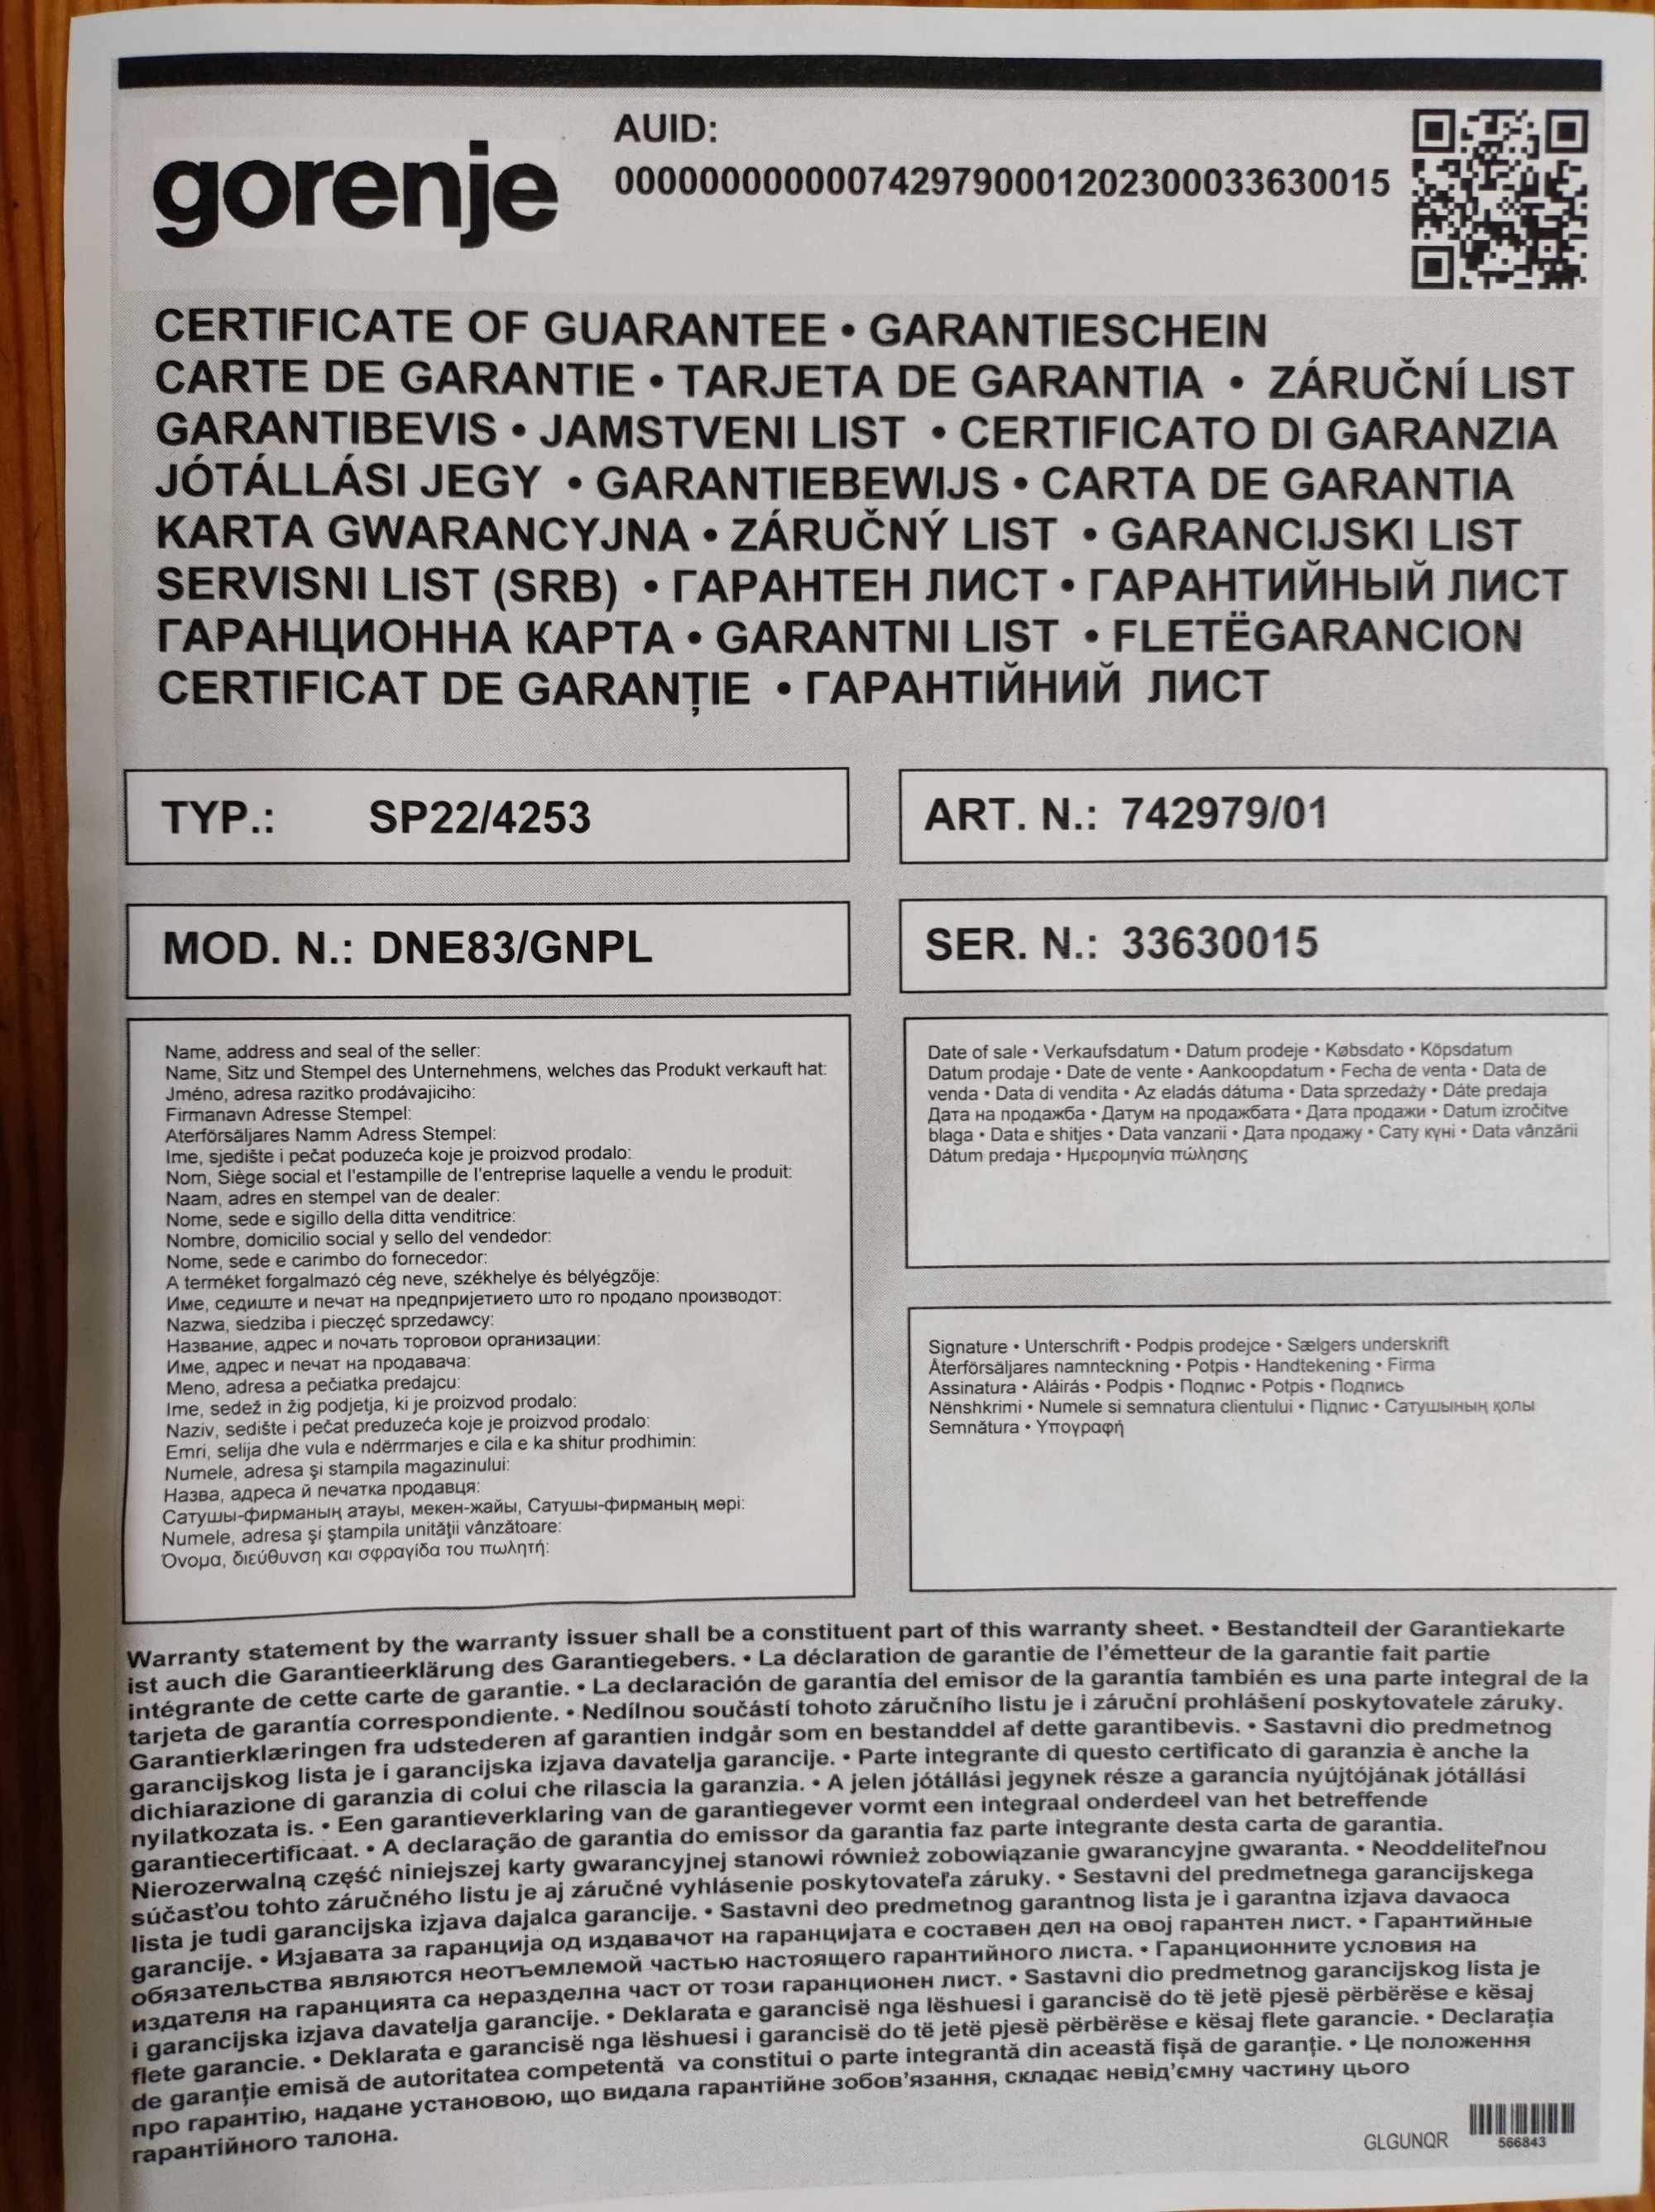 AUID:
gorenje
0000000000007429790001202300033630015
CERTIFICATE OF GUARANTEE • GARANTIESCHEIN
CARTE DE GARANTIE • TARJETA DE GARANTIA • ZÁRUČNÍ LIST
GARANTIBEVIS • JAMSTVENI LIST • CERTIFICATO DI GARANZIA
JÓTÁLLÁSI JEGY • GARANTIEBEWIJS • CARTA DE GARANTIA
KARTA GWARANCYJNA • ZÁRUČNÝ LIST • GARANCIJSKI LIST
SERVISNI LIST (SRB) • ГАРАНТЕН ЛИСТ • ГАРАНТИЙНЫЙ ЛИСТ
ГАРАНЦИОННА КАРТА • GARANTNI LIST • FLETËGARANCION
CERTIFICAT DE GARANȚIE • ГАРАНТІЙНИЙ ЛИСТ
TYP.: SP22/4253
ART. N.: 742979/01
MOD. N.: DNE83/GNPL
SER. N.: 33630015
Name, address and seal of the seller:
Name, Sitz und Stempel des Unternehmens, welches das Produkt verkauft hat:
Jméno, adresa razitko prodávajiciho:
Firmanavn Adresse Stempel:
Aterförsäljares Namm Adress Stempel:
Ime, sjedište i pečat poduzeća koje je proizvod prodalo:
Nom, Siège social et l'estampille de l'entreprise laquelle a vendu le produit:
Naam, adres en stempel van de dealer:
Nome, sede e sigillo della ditta venditrice:
Nombre, domicilio social y sello del vendedor:
Nome, sede e carimbo do fornecedor:
A terméket forgalmazó cég neve, székhelye és bélyégzője:
Име, седиште и печат на предпријетието што го продало производот:
Nazwa, siedziba i pieczęć sprzedawcy:
Название, адрес и почать торговои организации:
Име, адрес и печат на продавача:
Meno, adresa a pečiatka predajcu:
Ime, sedež in žig podjetja, ki je proizvod prodalo:
Naziv, sedište i pečat preduzeća koje je proizvod prodalo:
Emri, selija dhe vula e ndërrmarjes e cila e ka shitur prodhimin:
Numele, adresa şi stampila magazinului:
Назва, адреса й печатка продавця:
Сатушы-фирманың атауы, мекен-жайы, Сатушы-фирманың мөрі:
Numele, adresa şi ştampila unităţii vânzătoare:
Όνομα, διεύθυνση και σφραγίδα του πωλητή:
Date of sale • Verkaufsdatum • Datum prodeje • Købsdato • Köpsdatum
Datum prodaje • Date de vente • Aankoopdatum • Fecha de venta • Data de
venda • Data di vendita • Az eladás dátuma • Data sprzedaży • Dáte predaja
Дата на продажба • Датум на продажбата • Дата продажи • Datum izročitve
blaga • Data e shitjes • Data vanzarii • Дата продажу • Сату күні • Data vânzării
Dátum predaja • Ημερομηνία πώλησης
Signature • Unterschrift • Podpis prodejce • Sælgers underskrift
Återförsäljares namnteckning • Potpis • Handtekening • Firma
Assinatura • Aláirás • Podpis • Подпис • Potpis • Подпись
Nënshkrimi • Numele si semnatura clientului • Підпис • Сатушының қолы
Semnătura • Υπογραφή
Warranty statement by the warranty issuer shall be a constituent part of this warranty sheet. • Bestandteil der Garantiekarte
ist auch die Garantieerklärung des Garantiegebers. • La déclaration de garantie de l'émetteur de la garantie fait partie
intégrante de cette carte de garantie. • La declaración de garantía del emisor de la garantía también es una parte integral de la
tarjeta de garantía correspondiente. • Nedílnou součástí tohoto záručního listu je i záruční prohlášení poskytovatele záruky.
Garantierklæringen fra udstederen af garantien indgår som en bestanddel af dette garantibevis. • Sastavni dio predmetnog
garancijskog lista je i garancijska izjava davatelja garancije. • Parte integrante di questo certificato di garanzia è anche la
dichiarazione di garanzia di colui che rilascia la garanzia. • A jelen jótállási jegynek része a garancia nyújtójának jótállási
nyilatkozata is. • Een garantieverklaring van de garantiegever vormt een integraal onderdeel van het betreffende
garantiecertificaat. • A declaração de garantia do emissor da garantia faz parte integrante desta carta de garantia.
Nierozerwalną część niniejszej karty gwarancyjnej stanowi również zobowiązanie gwarancyjne gwaranta. • Neoddeliteľnou
súčasťou tohto záručného listu je aj záručné vyhlásenie poskytovateľa záruky. • Sestavni del predmetnega garancijskega
lista je tudi garancijska izjava dajalca garancije. • Sastavni deo predmetnog garantnog lista je i garantna izjava davaoca
garancije. • Изјавата за гаранција од издавачот на гаранцијата е составен дел на овој гарантен лист. • Гарантийные
обязательства являются неотъемлемой частью настоящего гарантийного листа. • Гаранционните условия на
издателя на гаранцията са неразделна част от този гаранционен лист. • Sastavni dio predmetnog garancijskog lista je
i garancijska izjava davatelja garancije. • Deklarata e garancisë nga lëshuesi i garancisë do të jetë pjesë përbërëse e kësaj
flete garancie. • Deklarata e garancisë nga lëshuesi i garancisë do të jetë pjesë përbërëse e kësaj flete garancie. • Declarația
de garanție emisă de autoritatea competentă va constitui o parte integrantă din această fișă de garanție. • Це положення
про гарантію, надане установою, що видала гарантійне зобов'язання, складає невід'ємну частину цього
гарантійного талона.
GLGUNQR
566843